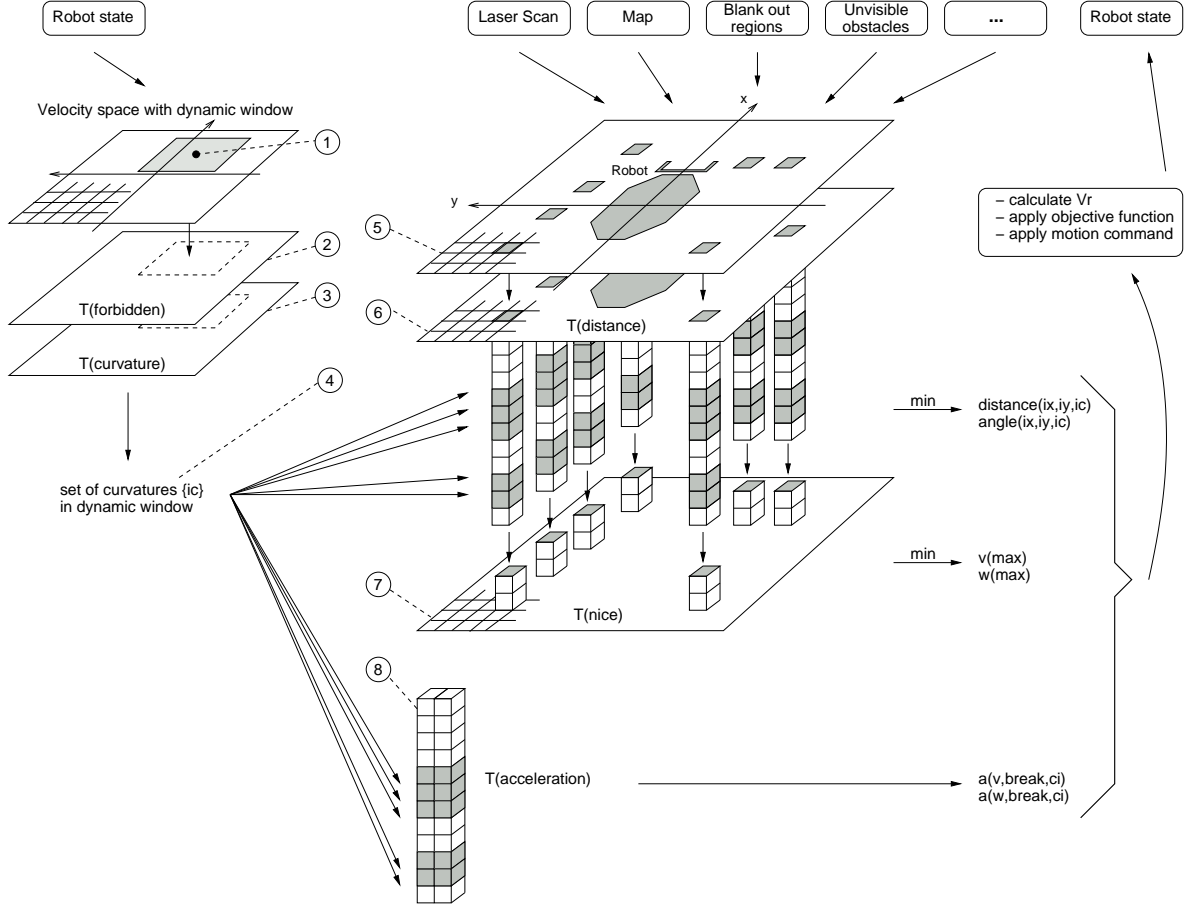 Robot state
Laser Scan
Map
Blank out
regions
Unvisible
obstacles
...
Robot state
Velocity space with dynamic window
x
1
Robot
y
– calculate Vr
– apply objective function
– apply motion command
5
2
3
T(forbidden)
6
T(distance)
T(curvature)
4
min
distance(ix,iy,ic)
angle(ix,iy,ic)
set of curvatures {ic}
in dynamic window
min
v(max)
w(max)
7
T(nice)
8
T(acceleration)
a(v,break,ci)
a(w,break,ci)